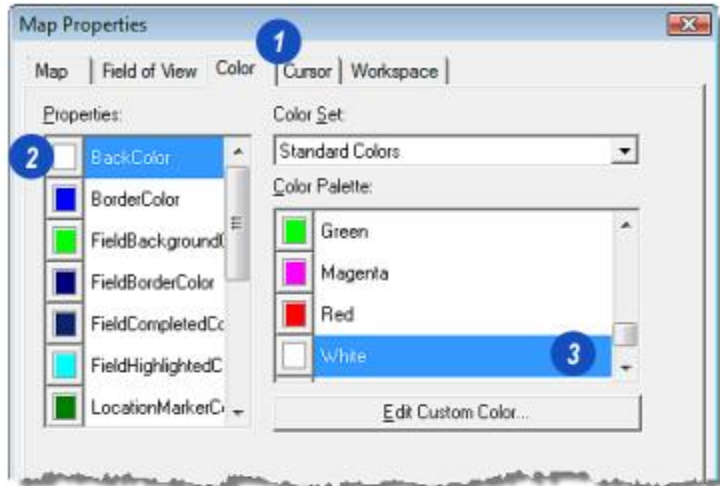 Map Properties
1
Map Field of View Color Cursor Workspace
Properties:
2
BackColor
BorderColor
FieldBackground
FieldBorderColor
FieldCompletedCo
FieldHighlightedC
LocationMarkerC
Color Set:
Standard Colors
Color Palette:
Green
Magenta
Red
White
3
Edit Custom Color...